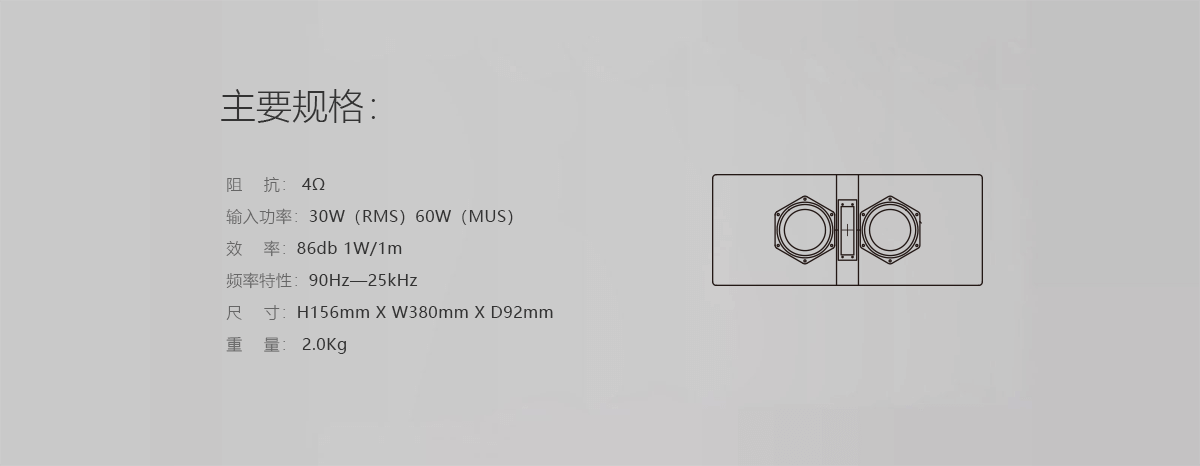 主要规格：
阻 抗： 4Ω
输入功率：30W（RMS）60W（MUS）
效 率：86db 1W/1m
频率特性：90Hz—25kHz
尺 寸：H156mm X W380mm X D92mm
重 量： 2.0Kg